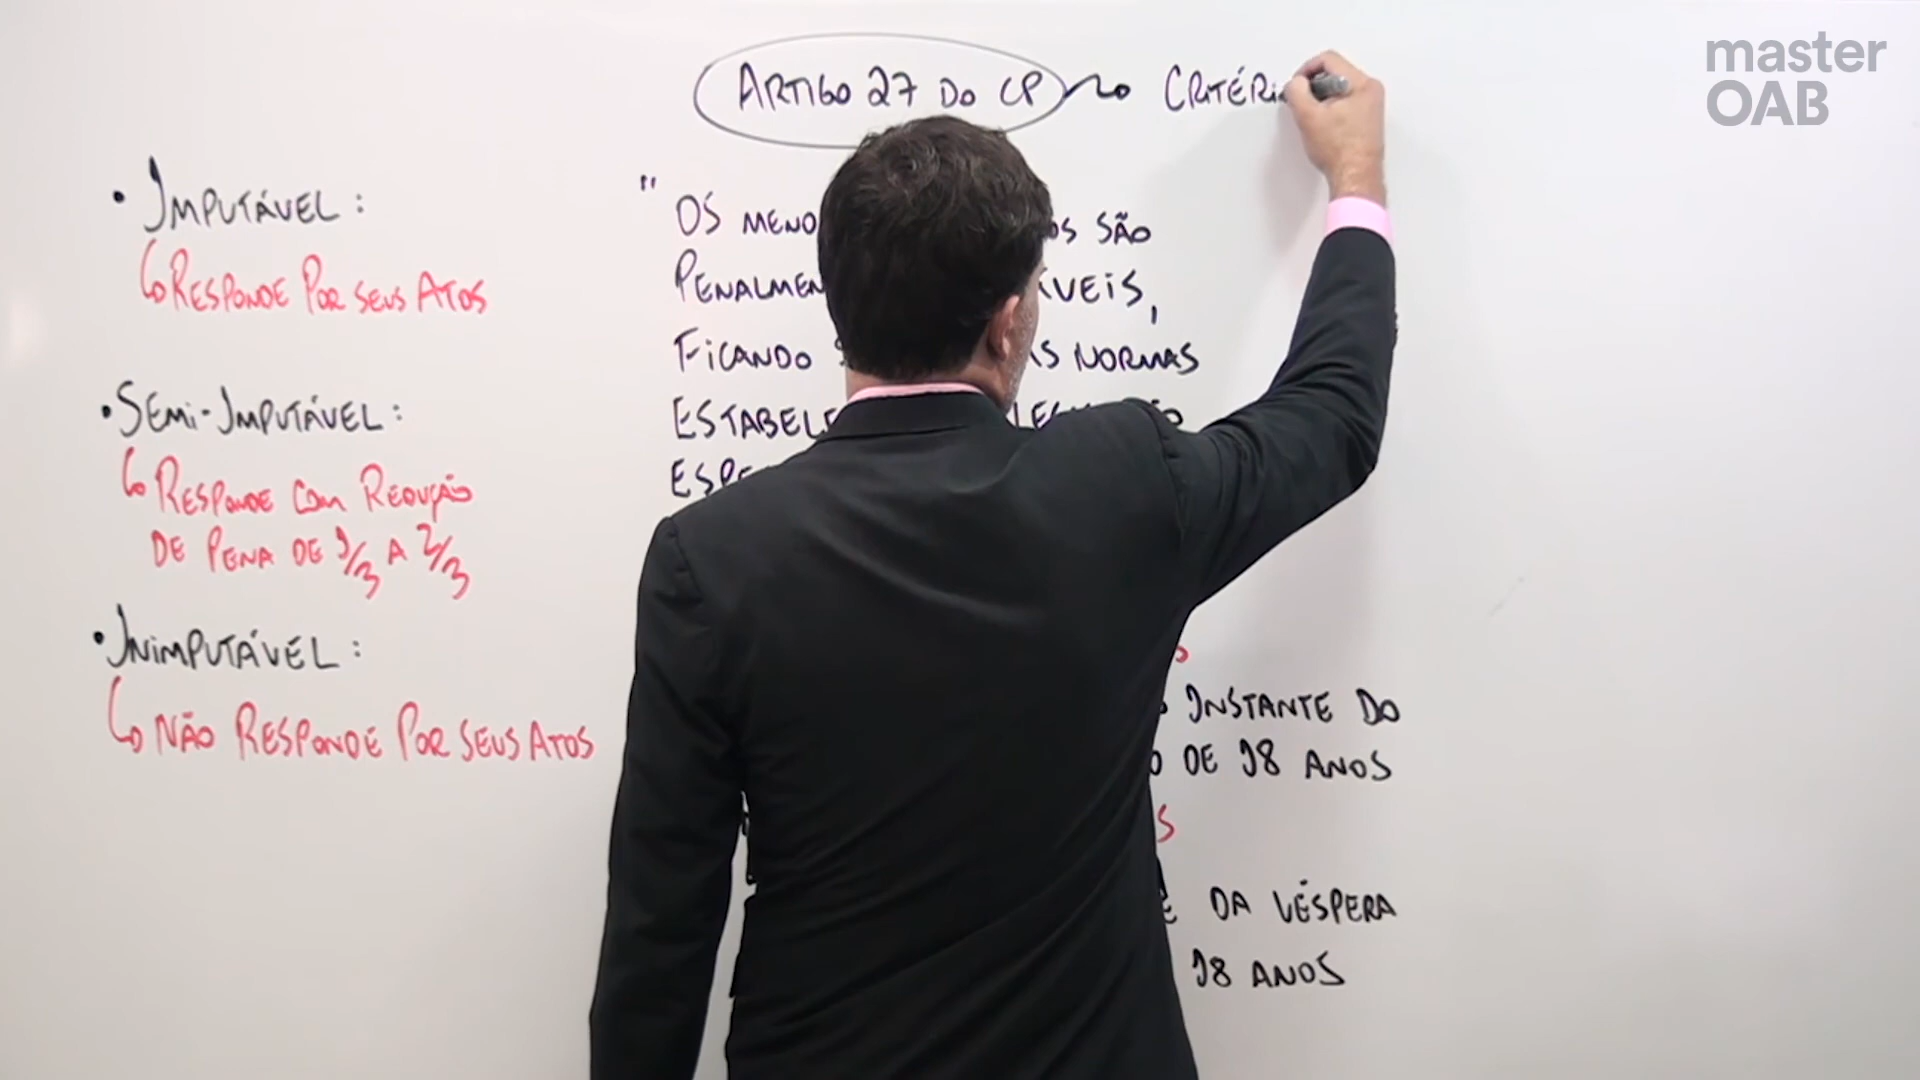 master
OAB
ARTIGO 27 DO CP CRITÉRI
• IMPUTÁVEL:
RESPONDE POR SEUS ATOS
• SEMI-IMPUTÁVEL:
RESPONDE COM REDUÇÃO
DE PENA DE 1/3 A 2/3
• INIMPUTÁVEL:
NÃO RESPONDE POR SEUS ATOS
" OS MENO OS SÃO
PENALMEN ÁVEIS,
FICANDO AS NORMAS
ESTABELE
ESPE
INSTANTE DO
O DE 18 ANOS
S
DA VÉSPERA
18 ANOS